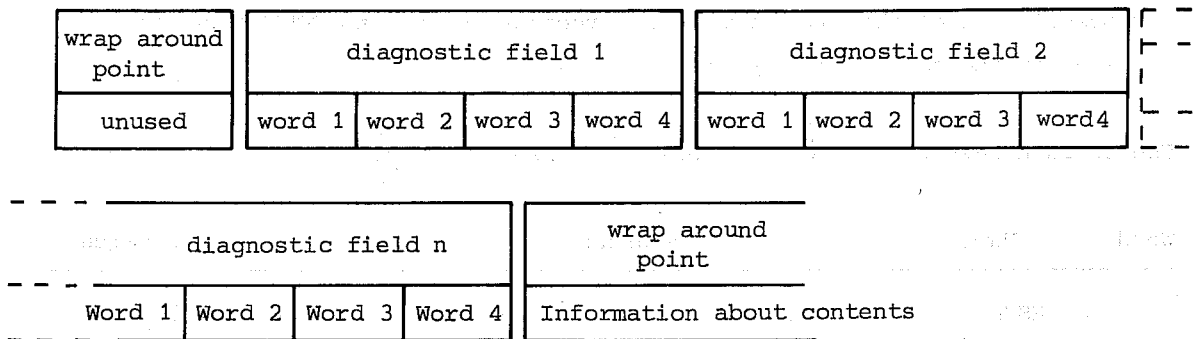 wrap around point
diagnostic field 1
diagnostic field 2
unused
word 1 word 2 word 3 word 4
word 1 word 2 word 3 word4
diagnostic field n
wrap around point
Word 1 Word 2 Word 3 Word 4
Information about contents